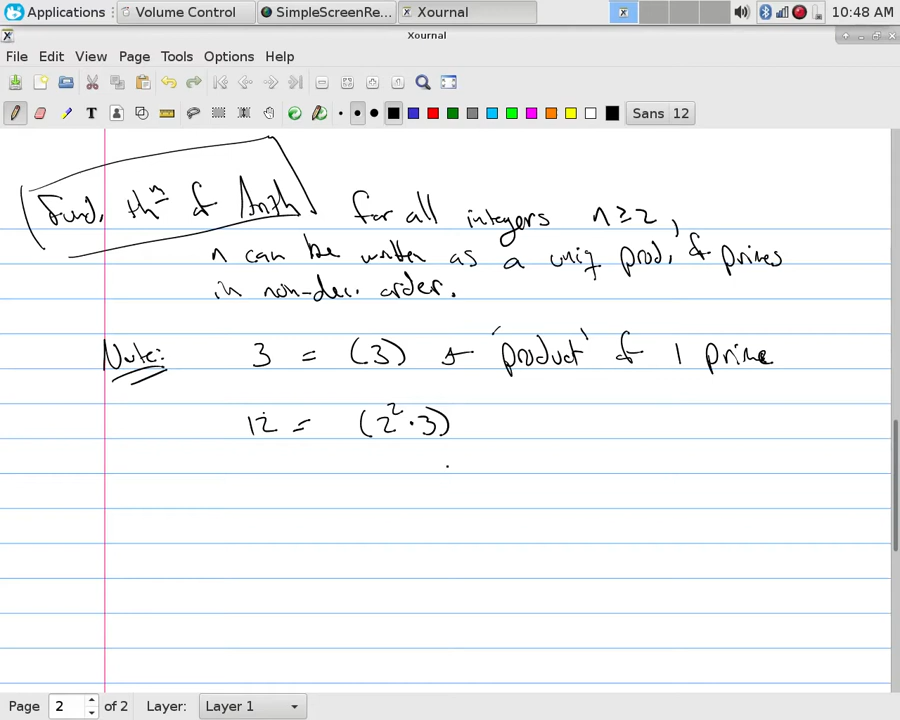 Applications Volume Control SimpleScreenRe... Xournal 10:48 AM
Xournal
File Edit View Page Tools Options Help
Sans 12
Fund. thm of Arith. for all integers n ≥ 2,
n can be written as a uniq prod. of primes
in non-dec. order.
Note: 3 = (3) ← 'product' of 1 prime
12 = (2² · 3)
Page 2 of 2 Layer: Layer 1